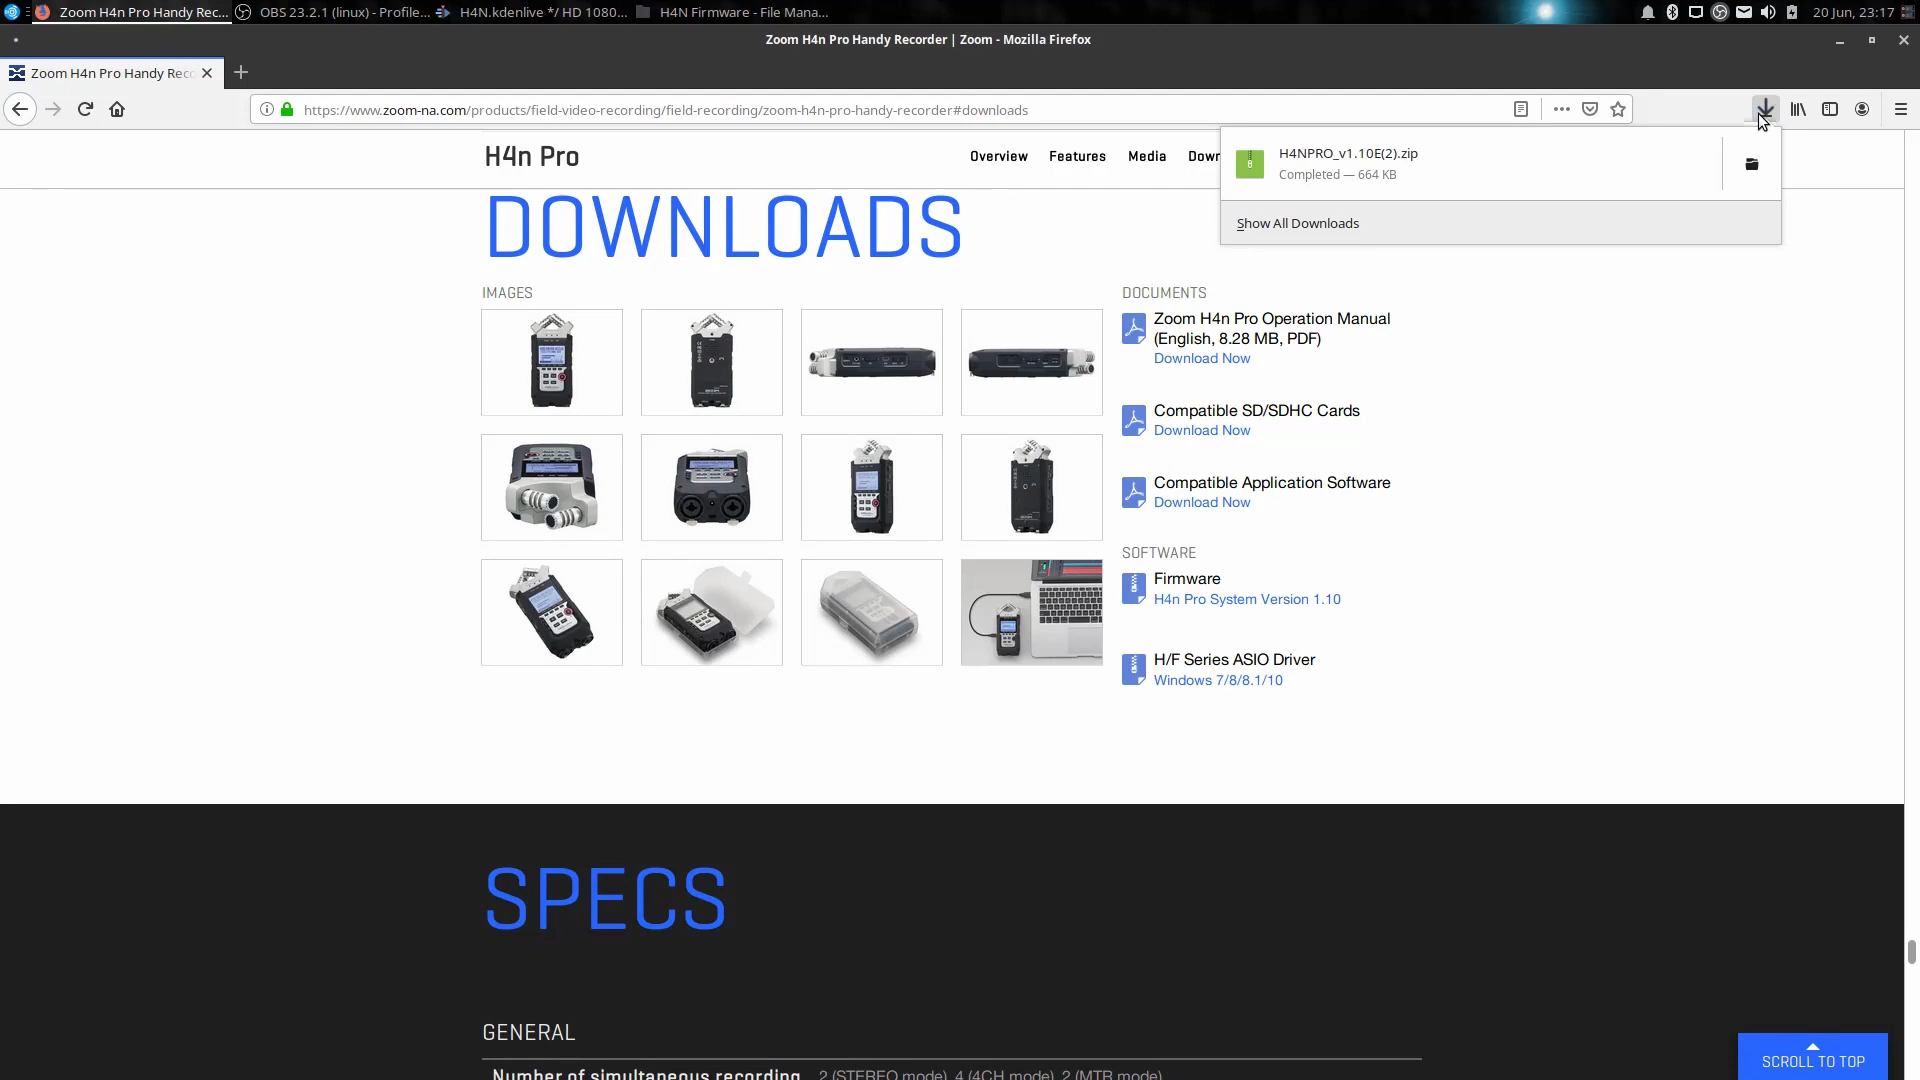 Zoom H4n Pro Handy Rec...
OBS 23.2.1 (linux) - Profile...
H4N.kdenlive */ HD 1080...
H4N Firmware - File Mana...
20 Jun, 23:17
Zoom H4n Pro Handy Recorder | Zoom - Mozilla Firefox
Zoom H4n Pro Handy Reco
https://www.zoom-na.com/products/field-video-recording/field-recording/zoom-h4n-pro-handy-recorder#downloads
H4n Pro
Overview
Features
Media
Down
H4NPRO_v1.10E(2).zip
Completed — 664 KB
Show All Downloads
DOWNLOADS
IMAGES
DOCUMENTS
Zoom H4n Pro Operation Manual
(English, 8.28 MB, PDF)
Download Now
Compatible SD/SDHC Cards
Download Now
Compatible Application Software
Download Now
SOFTWARE
Firmware
H4n Pro System Version 1.10
H/F Series ASIO Driver
Windows 7/8/8.1/10
SPECS
GENERAL
SCROLL TO TOP
Number of simultaneous recording 2 (STEREO mode), 4 (4CH mode), 2 (MTR mode)